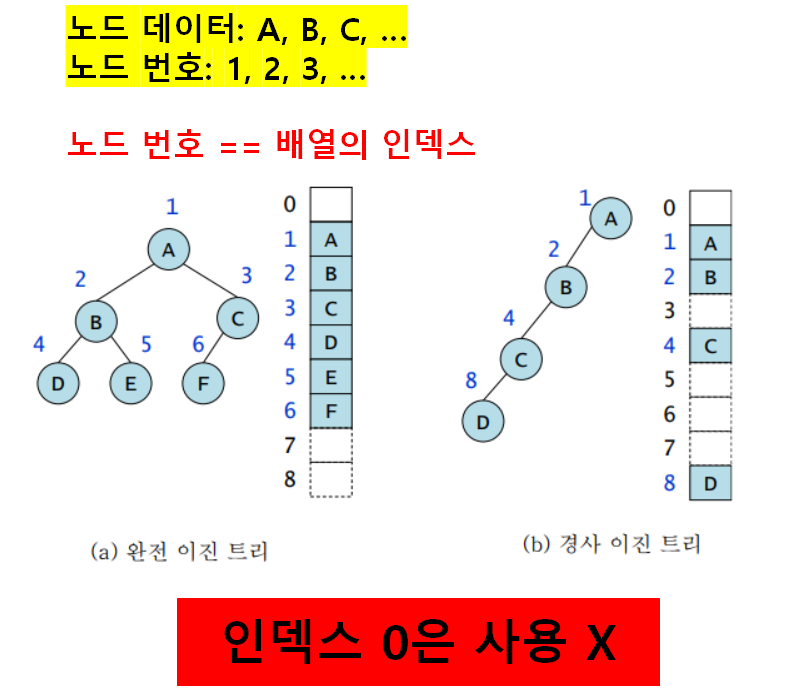 노드 데이터: A, B, C, ...
노드 번호: 1, 2, 3, ...
노드 번호 == 배열의 인덱스
1
A
2
3
B
C
4
5
6
D
E
F
0
1 A
2 B
3 C
4 D
5 E
6 F
7
8
(a) 완전 이진 트리
1
A
2
B
4
C
8
D
0
1 A
2 B
3
4 C
5
6
7
8 D
(b) 경사 이진 트리
인덱스 0은 사용 X